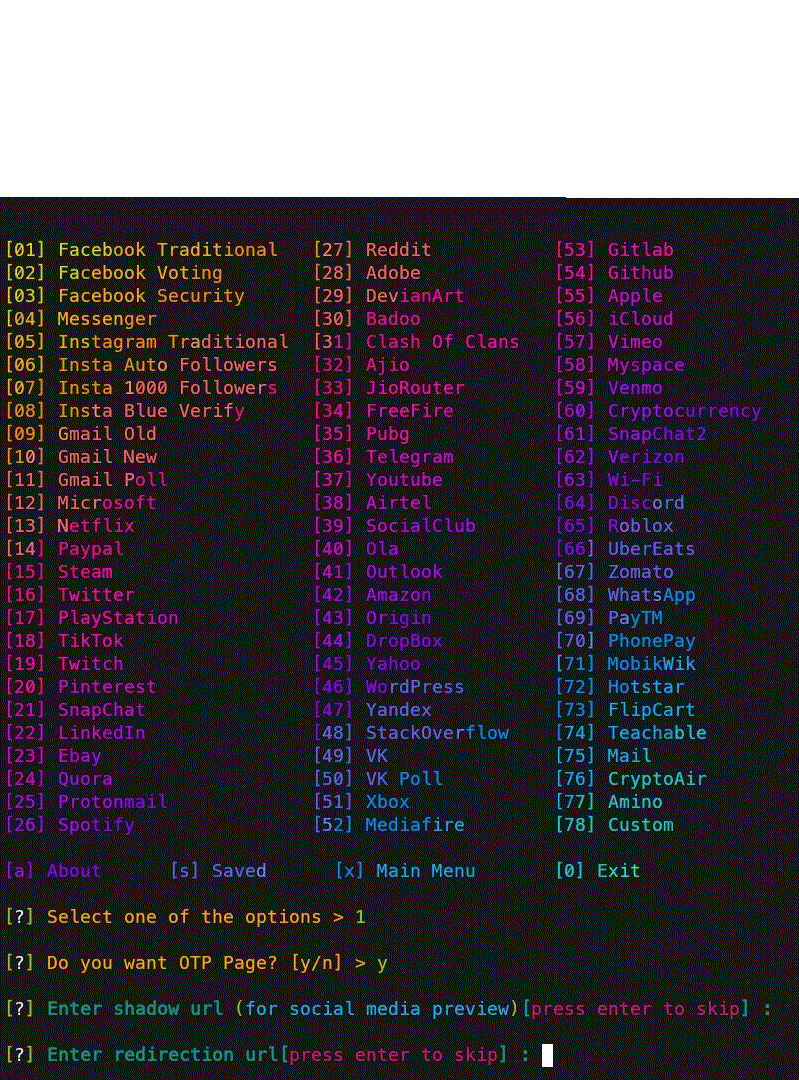 [01] Facebook Traditional [27] Reddit [53] Gitlab
[02] Facebook Voting [28] Adobe [54] Github
[03] Facebook Security [29] DevianArt [55] Apple
[04] Messenger [30] Badoo [56] iCloud
[05] Instagram Traditional [31] Clash Of Clans [57] Vimeo
[06] Insta Auto Followers [32] Ajio [58] Myspace
[07] Insta 1000 Followers [33] JioRouter [59] Venmo
[08] Insta Blue Verify [34] FreeFire [60] Cryptocurrency
[09] Gmail Old [35] Pubg [61] SnapChat2
[10] Gmail New [36] Telegram [62] Verizon
[11] Gmail Poll [37] Youtube [63] Wi-Fi
[12] Microsoft [38] Airtel [64] Discord
[13] Netflix [39] SocialClub [65] Roblox
[14] Paypal [40] Ola [66] UberEats
[15] Steam [41] Outlook [67] Zomato
[16] Twitter [42] Amazon [68] WhatsApp
[17] PlayStation [43] Origin [69] PayTM
[18] TikTok [44] DropBox [70] PhonePay
[19] Twitch [45] Yahoo [71] MobikWik
[20] Pinterest [46] WordPress [72] Hotstar
[21] SnapChat [47] Yandex [73] FlipCart
[22] LinkedIn [48] StackOverflow [74] Teachable
[23] Ebay [49] VK [75] Mail
[24] Quora [50] VK Poll [76] CryptoAir
[25] Protonmail [51] Xbox [77] Amino
[26] Spotify [52] Mediafire [78] Custom
[a] About [s] Saved [x] Main Menu [0] Exit
[?] Select one of the options > 1
[?] Do you want OTP Page? [y/n] > y
[?] Enter shadow url (for social media preview)[press enter to skip] :
[?] Enter redirection url[press enter to skip] :